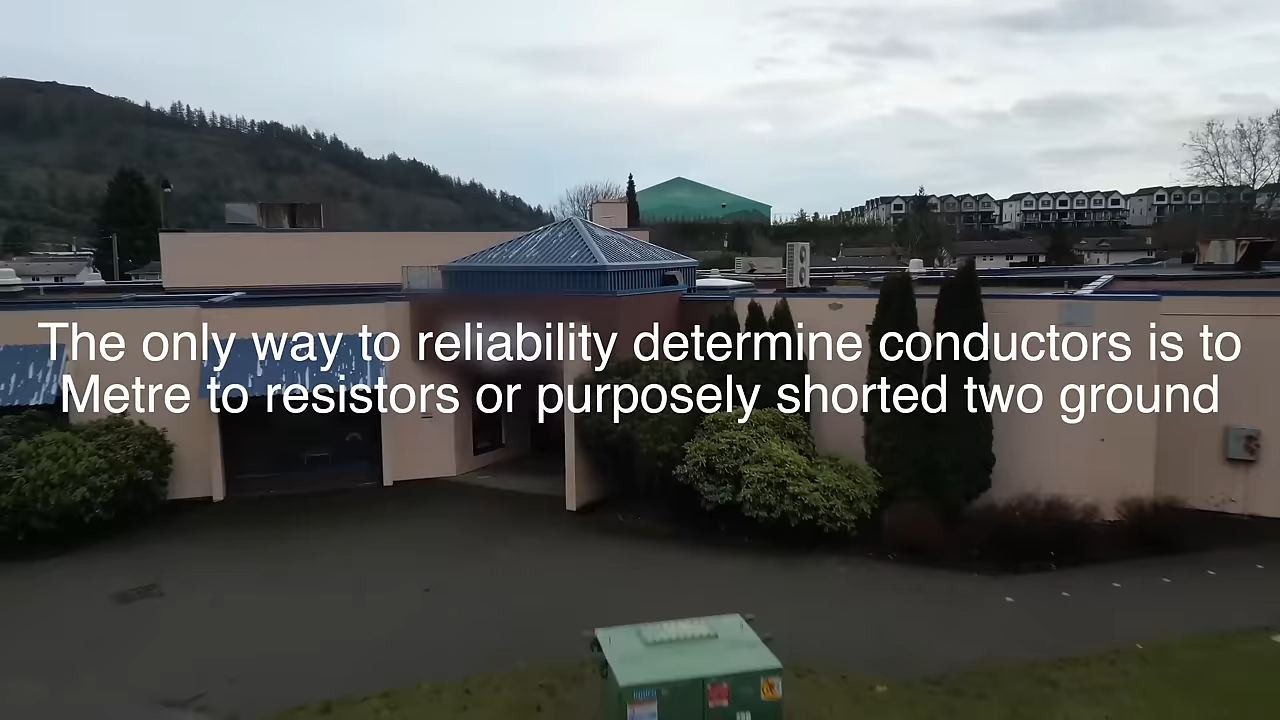 The only way to reliability determine conductors is to
Metre to resistors or purposely shorted two ground